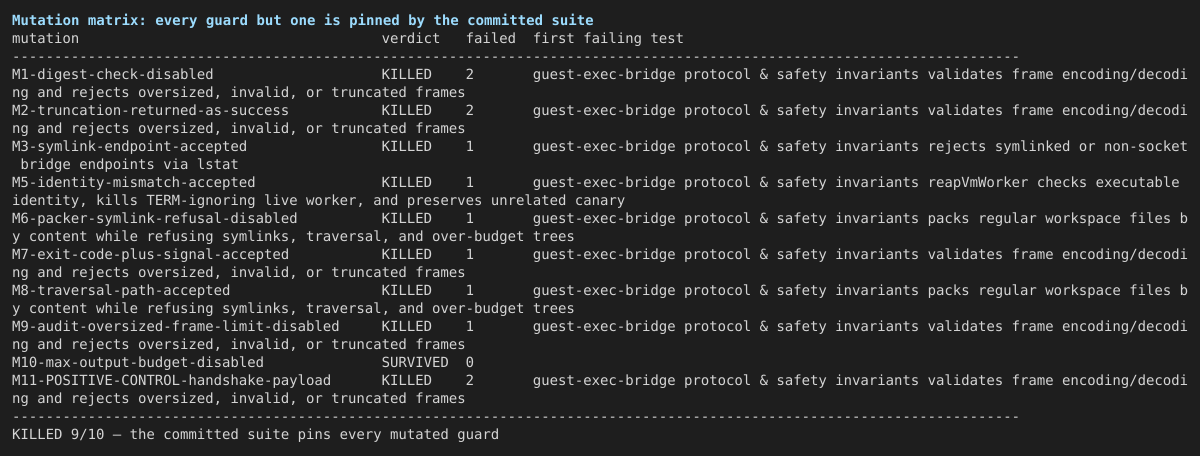 Mutation matrix: every guard but one is pinned by the committed suite
mutation                                    verdict   failed  first failing test
------------------------------------------------------------------------------------------------------------------------
M1-digest-check-disabled                    KILLED    2       guest-exec-bridge protocol & safety invariants validates frame encoding/decodi
ng and rejects oversized, invalid, or truncated frames
M2-truncation-returned-as-success           KILLED    2       guest-exec-bridge protocol & safety invariants validates frame encoding/decodi
ng and rejects oversized, invalid, or truncated frames
M3-symlink-endpoint-accepted                KILLED    1       guest-exec-bridge protocol & safety invariants rejects symlinked or non-socket
 bridge endpoints via lstat
M5-identity-mismatch-accepted               KILLED    1       guest-exec-bridge protocol & safety invariants reapVmWorker checks executable
identity, kills TERM-ignoring live worker, and preserves unrelated canary
M6-packer-symlink-refusal-disabled          KILLED    1       guest-exec-bridge protocol & safety invariants packs regular workspace files b
y content while refusing symlinks, traversal, and over-budget trees
M7-exit-code-plus-signal-accepted           KILLED    1       guest-exec-bridge protocol & safety invariants validates frame encoding/decodi
ng and rejects oversized, invalid, or truncated frames
M8-traversal-path-accepted                  KILLED    1       guest-exec-bridge protocol & safety invariants packs regular workspace files b
y content while refusing symlinks, traversal, and over-budget trees
M9-audit-oversized-frame-limit-disabled     KILLED    1       guest-exec-bridge protocol & safety invariants validates frame encoding/decodi
ng and rejects oversized, invalid, or truncated frames
M10-max-output-budget-disabled              SURVIVED  0
M11-POSITIVE-CONTROL-handshake-payload      KILLED    2       guest-exec-bridge protocol & safety invariants validates frame encoding/decodi
ng and rejects oversized, invalid, or truncated frames
------------------------------------------------------------------------------------------------------------------------
KILLED 9/10 — the committed suite pins every mutated guard